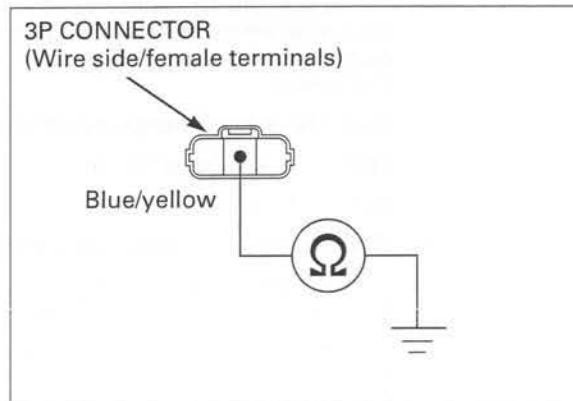 3P CONNECTOR
(Wire side/female terminals)
Blue/yellow
Ω